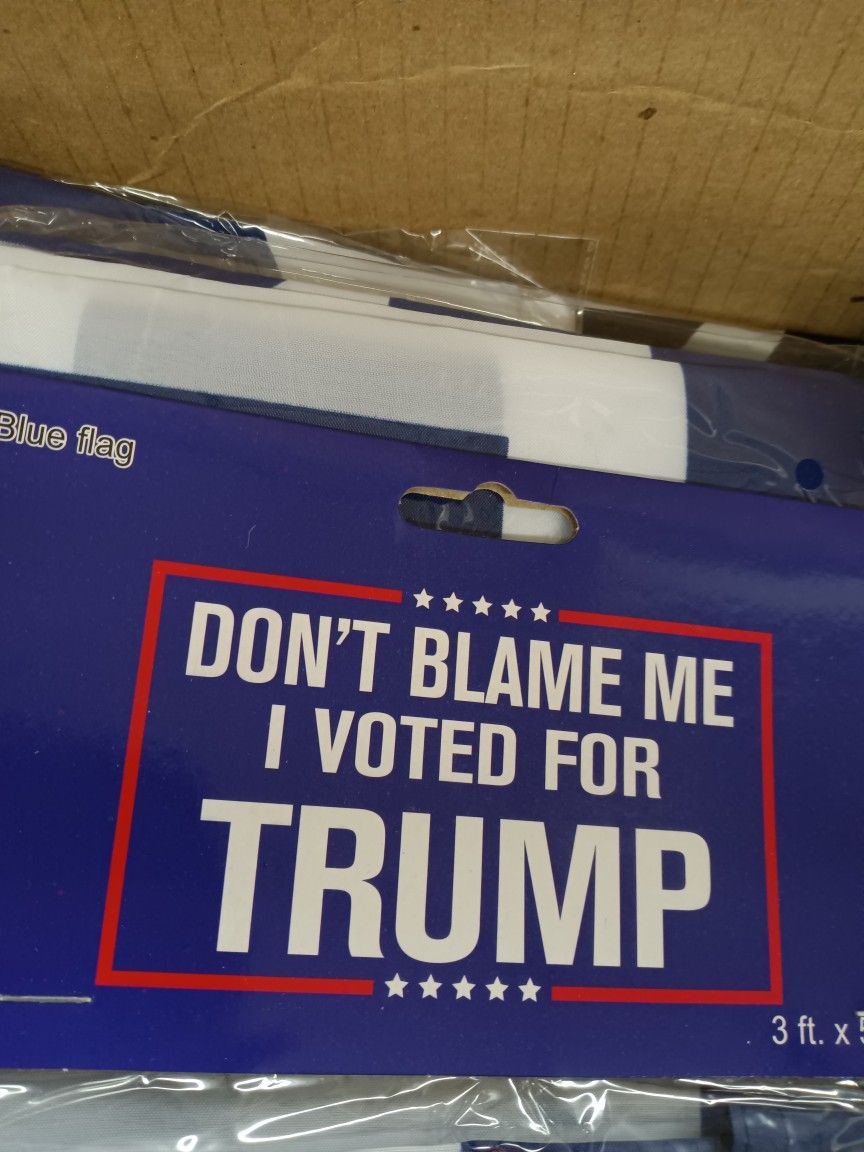 Blue flag
DON'T BLAME ME
I VOTED FOR
TRUMP
3 ft. x